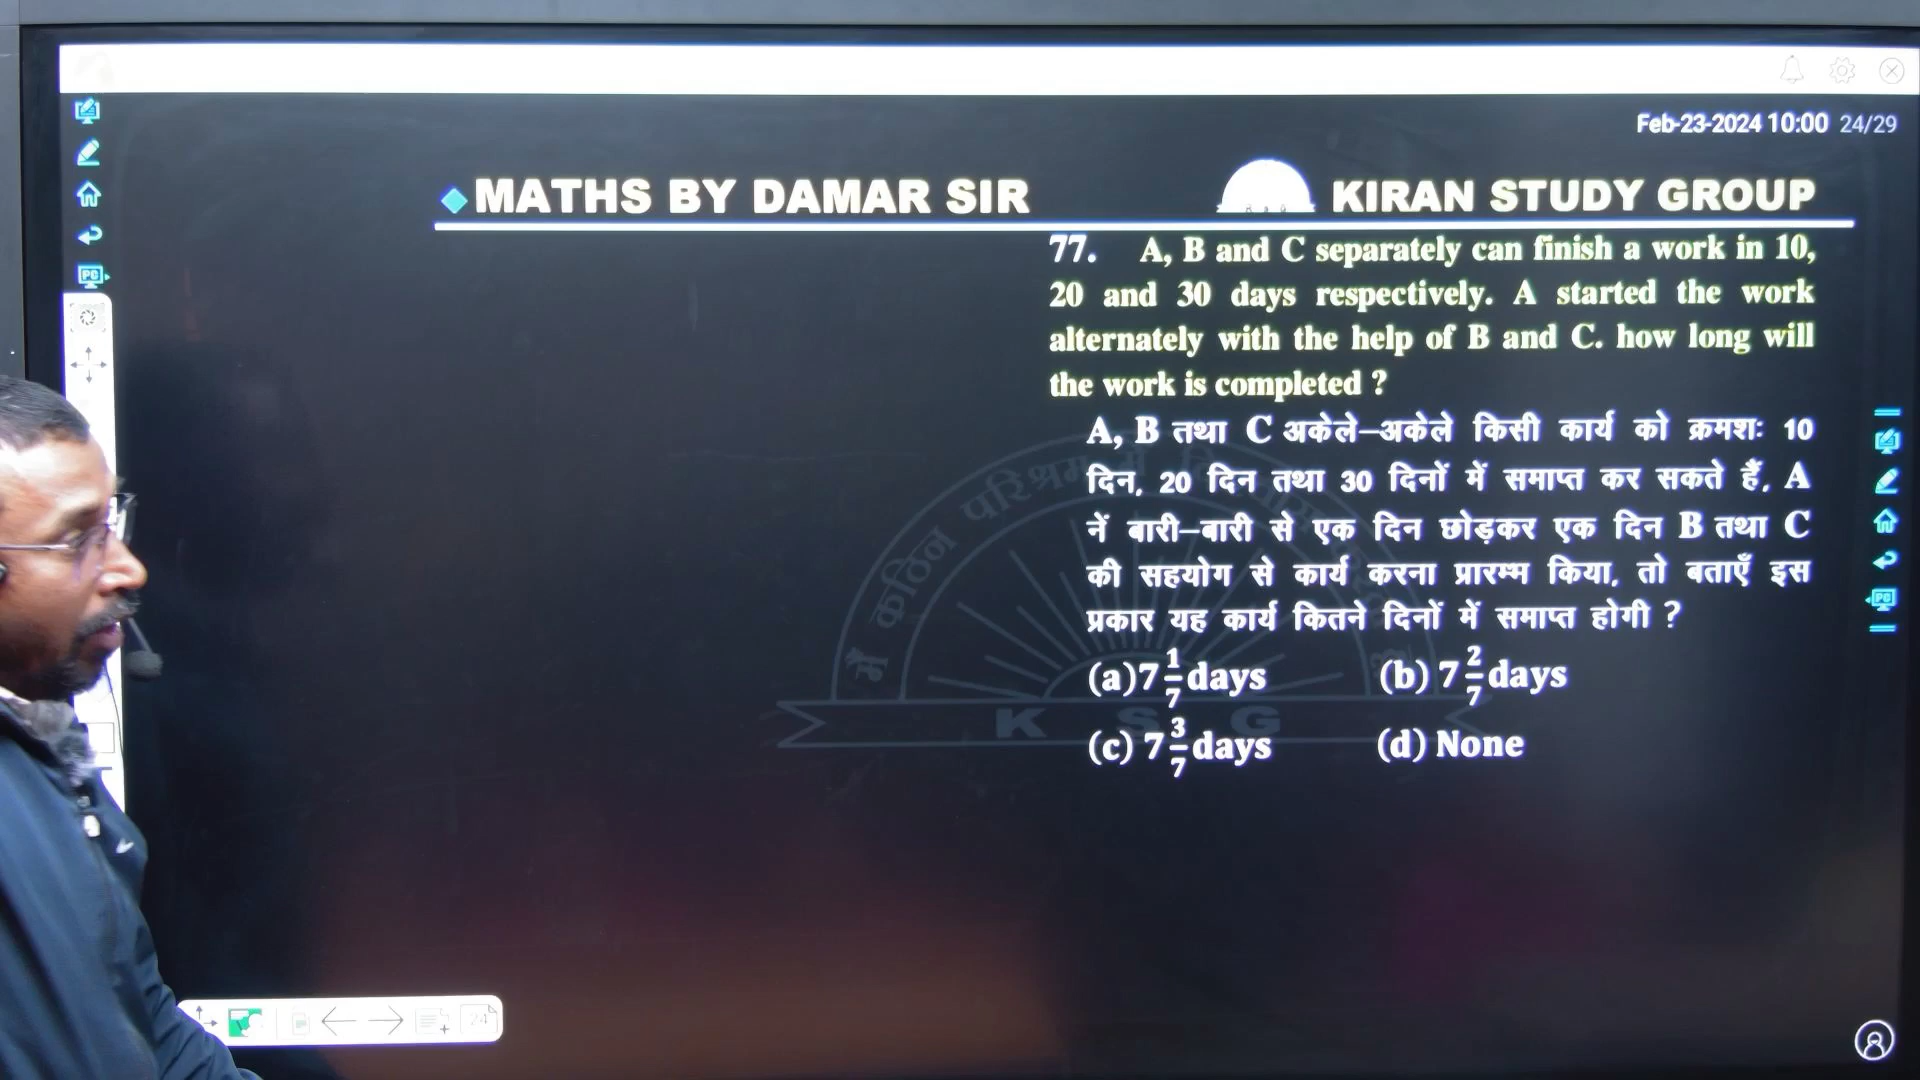 Feb-23-2024 10:00 24/29
MATHS BY DAMAR SIR
KIRAN STUDY GROUP
77. A, B and C separately can finish a work in 10,
20 and 30 days respectively. A started the work
alternately with the help of B and C. how long will
the work is completed ?
A, B तथा C अकेले–अकेले किसी कार्य को क्रमशः 10
दिन, 20 दिन तथा 30 दिनों में समाप्त कर सकते हैं, A
नें बारी–बारी से एक दिन छोड़कर एक दिन B तथा C
की सहयोग से कार्य करना प्रारम्भ किया, तो बताएँ इस
प्रकार यह कार्य कितने दिनों में समाप्त होगी ?
(a)7 1/7 days (b) 7 2/7 days
(c) 7 3/7 days (d) None
K S G
PC
PC
24